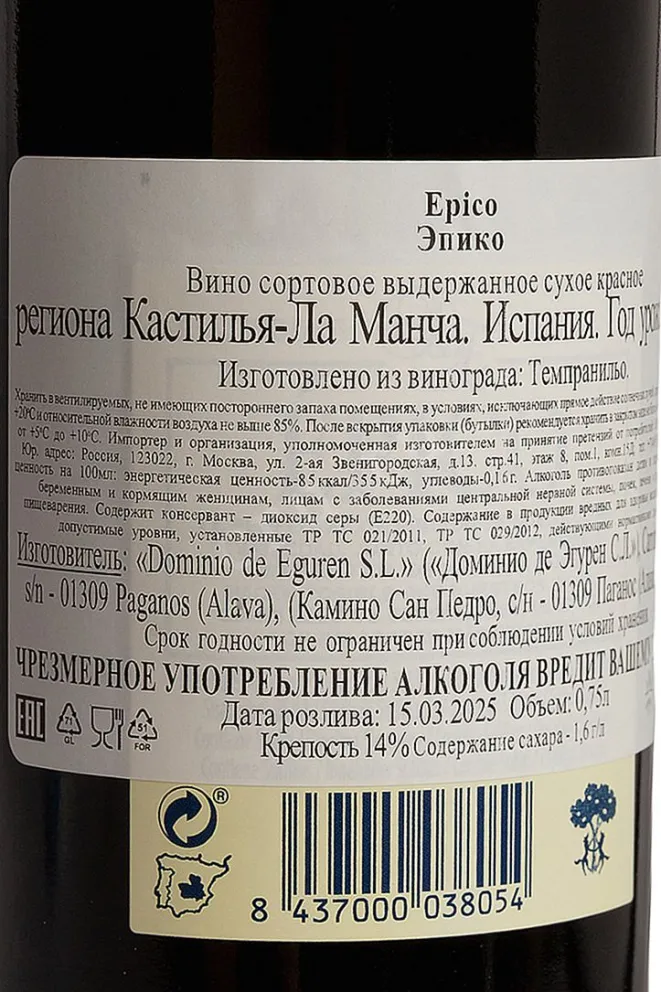 Epico
Эпико
Вино сортовое выдержанное сухое красное
региона Кастилья-Ла Манча. Испания. Год
Изготовлено из винограда: Темпранильо.
Хранить в вентилируемых, не имеющих постороннего запаха помещениях, в условиях, исключающих прямое действие
+20°С и относительной влажности воздуха не выше 85%. После вскрытия упаковки (бутылки) рекомендуется хранить в закрытом
от +5°С до +10°С. Импортер и организация, уполномоченная изготовителем на принятие претензий от
Юр. адрес: Россия, 123022, г. Москва, ул. 2-ая Звенигородская, д.13. стр.41, этаж 8, пом.1,
ценность на 100мл: энергетическая ценность-85 ккал/355 кДж, углеводы-0,16 г. Алкоголь
беременным и кормящим женщинам, лицам с заболеваниями центральной нервной системы,
пищеварения. Содержит консервант – диоксид серы (Е220). Содержание в продукции вредных для
допустимые уровни, установленные ТР ТС 021/2011, ТР ТС 029/2012,
Изготовитель: «Dominio de Eguren S.L.» («Доминио де Эгурен С.Л.»)
s/n - 01309 Paganos (Alava), (Камино Сан Педро, с/н - 01309 Паганос
Срок годности не ограничен при соблюдении условий хранения
ЧРЕЗМЕРНОЕ УПОТРЕБЛЕНИЕ АЛКОГОЛЯ ВРЕДИТ ВАШЕМУ
Дата розлива: 15.03.2025 Объем: 0,75л
Крепость 14% Содержание сахара - 1,6 г/л
EAC 71 GL 51 FOR
®
8 437000 038054